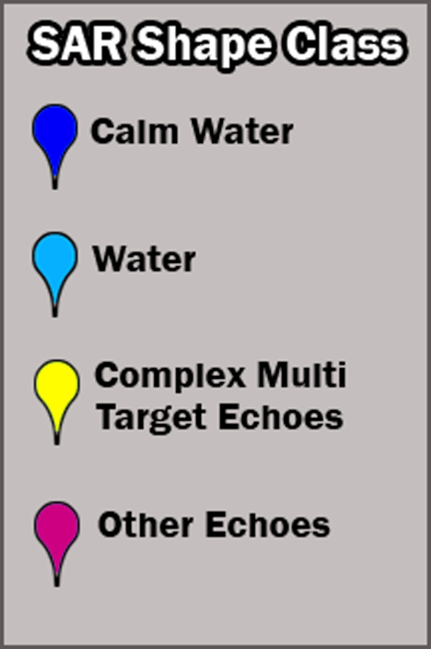 SAR Shape Class
Calm Water
Water
Complex Multi
Target Echoes
Other Echoes